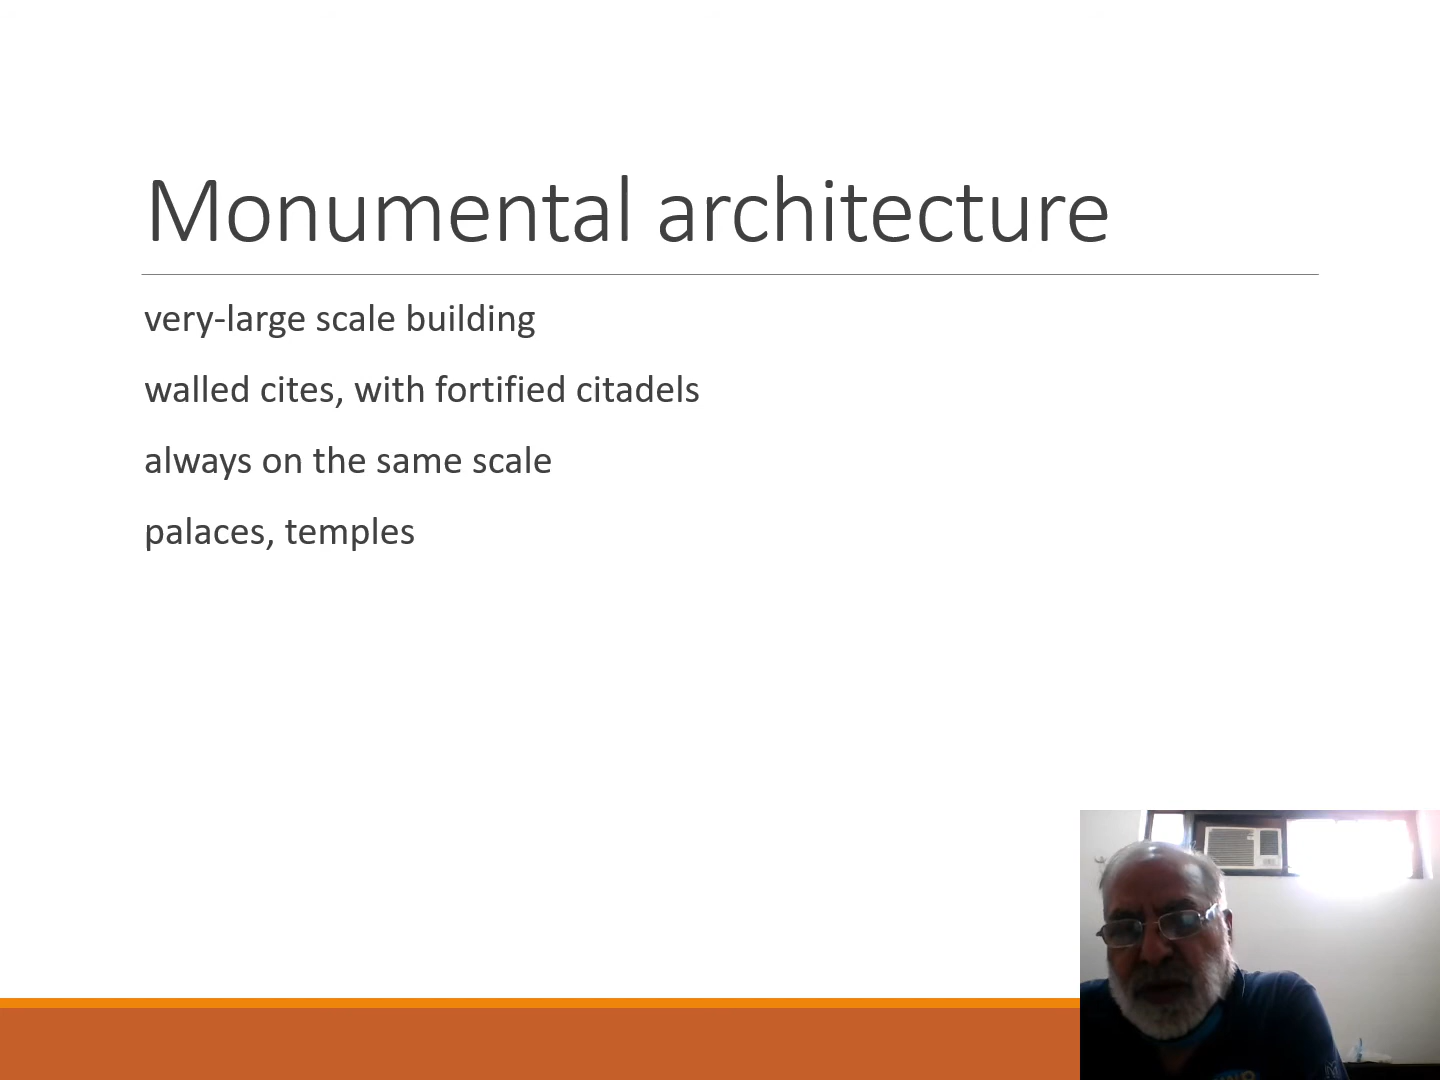 Monumental architecture
very-large scale building
walled cites, with fortified citadels
always on the same scale
palaces, temples